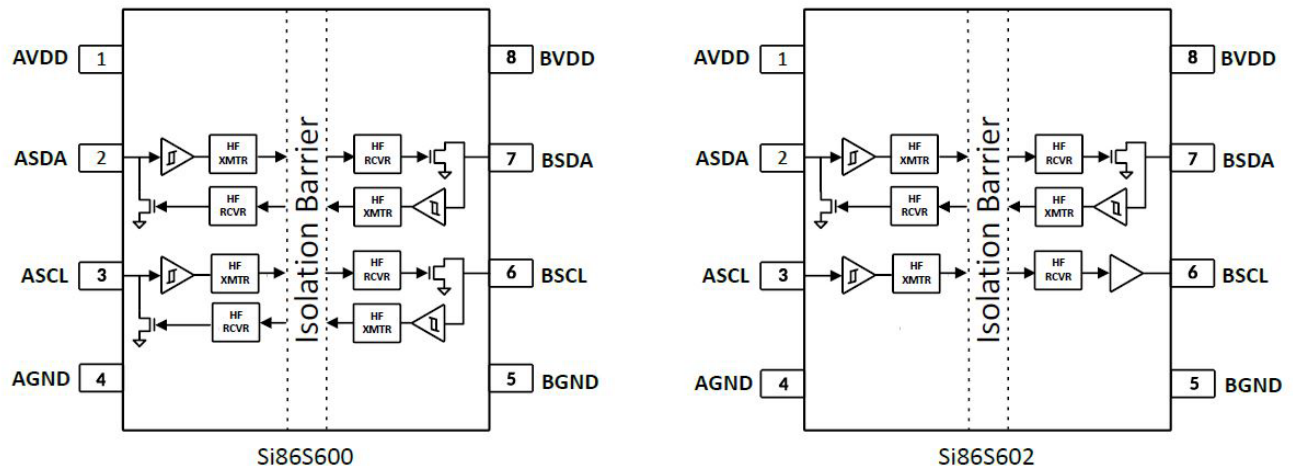 AVDD 1
8 BVDD
ASDA 2
HF XMTR
HF RCVR
7 BSDA
HF RCVR
HF XMTR
Isolation Barrier
ASCL 3
HF XMTR
HF RCVR
6 BSCL
HF RCVR
HF XMTR
AGND 4
5 BGND
Si86S600
AVDD 1
8 BVDD
ASDA 2
HF XMTR
HF RCVR
7 BSDA
HF RCVR
HF XMTR
Isolation Barrier
ASCL 3
HF XMTR
HF RCVR
6 BSCL
AGND 4
5 BGND
Si86S602